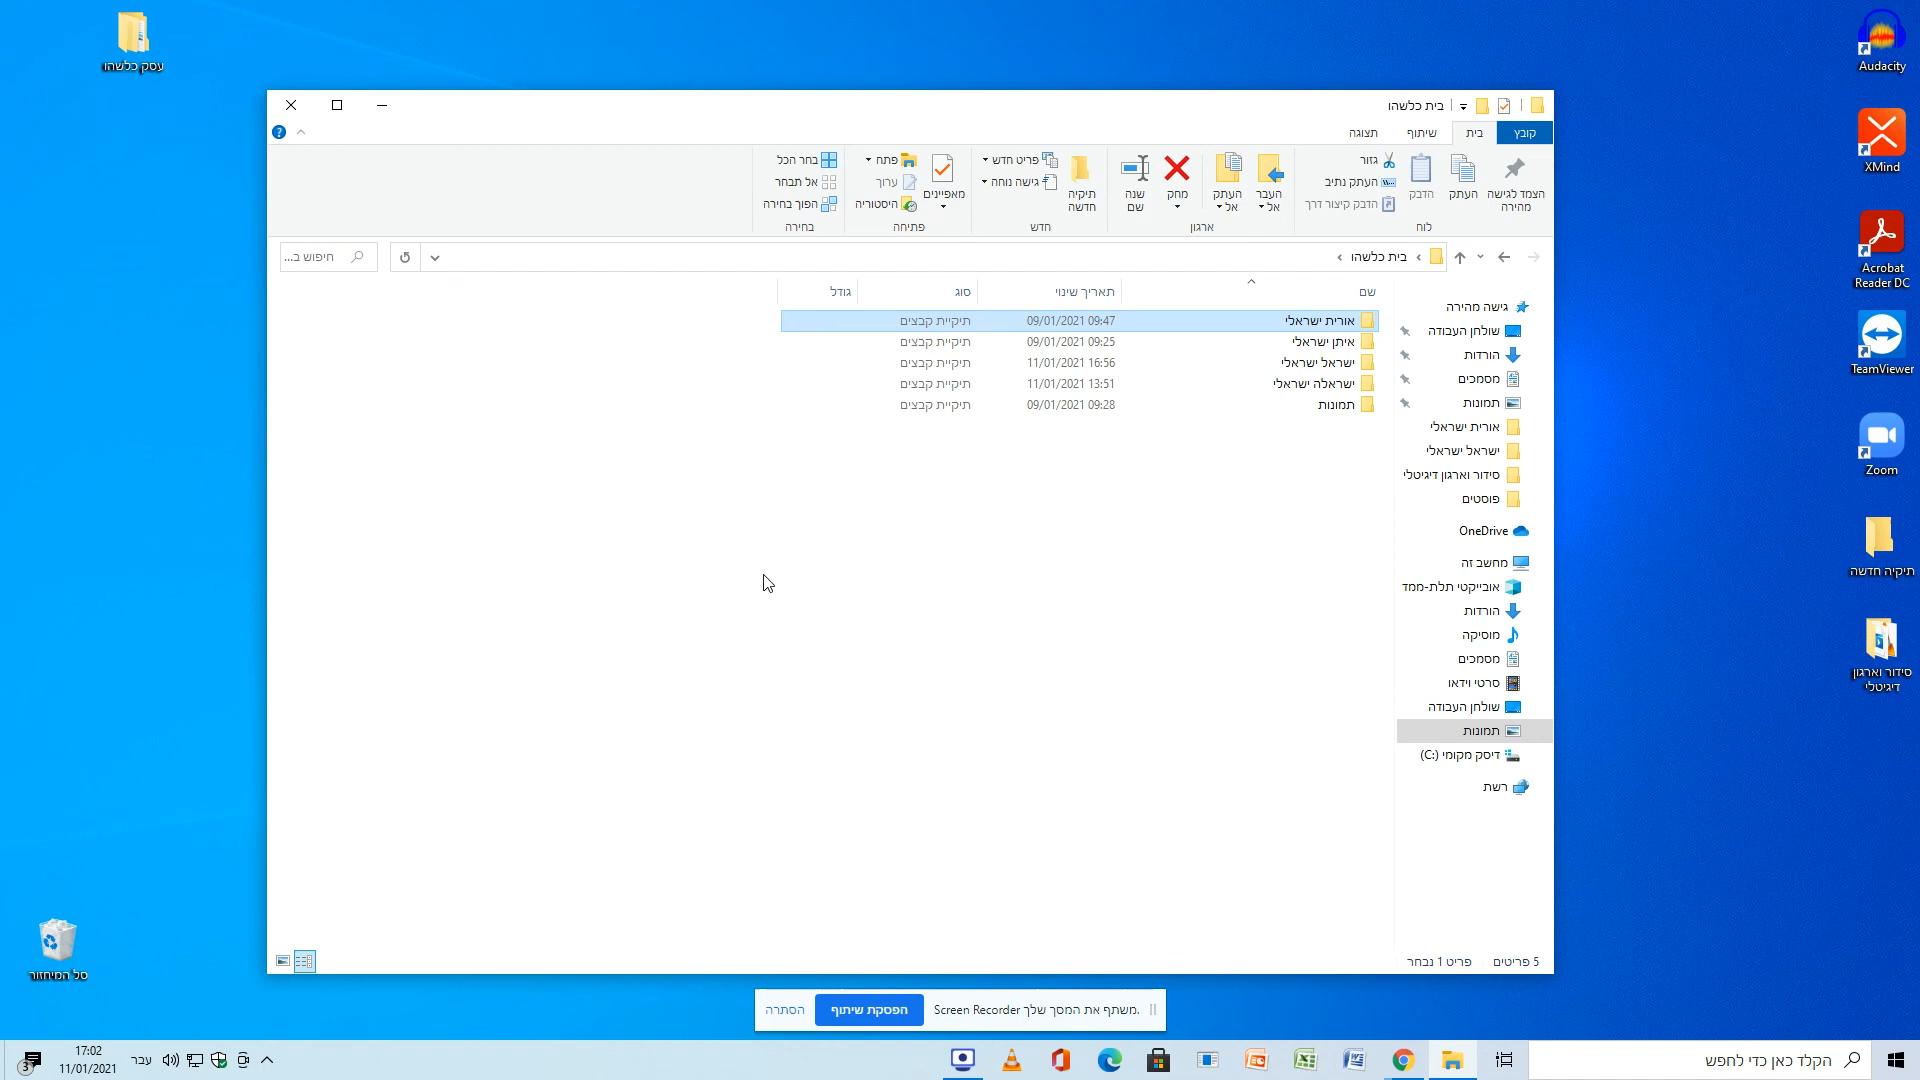 עסק כלשהו
Audacity
XMind
Acrobat
Reader DC
TeamViewer
Zoom
תיקיה חדשה
סידור וארגון
דיגיטלי
סל המיחזור
בית כלשהו
קובץ
בית
שיתוף
תצוגה
הצמד לגישה
מהירה
העתק
הדבק
גזור
העתק נתיב
הדבק קיצור דרך
לוח
העבר
אל
העתק
אל
מחק
שנה
שם
ארגון
תיקיה
חדשה
פריט חדש
גישה נוחה
חדש
מאפיינים
פתח
ערוך
היסטוריה
פתיחה
בחר הכל
אל תבחר
הפוך בחירה
בחירה
בית כלשהו
חיפוש ב...
שם תאריך שינוי סוג גודל
אורית ישראלי 09/01/2021 09:47 תיקיית קבצים
איתן ישראלי 09/01/2021 09:25 תיקיית קבצים
ישראל ישראלי 11/01/2021 16:56 תיקיית קבצים
ישראלה ישראלי 11/01/2021 13:51 תיקיית קבצים
תמונות 09/01/2021 09:28 תיקיית קבצים
גישה מהירה
שולחן העבודה
הורדות
מסמכים
תמונות
אורית ישראלי
ישראל ישראלי
סידור וארגון דיגיטלי
פוסטים
OneDrive
מחשב זה
אובייקטי תלת-ממד
הורדות
מוסיקה
מסמכים
סרטי וידאו
שולחן העבודה
תמונות
דיסק מקומי (C:)
רשת
5 פריטים
פריט 1 נבחר
משתף את המסך שלך Screen Recorder.
הפסקת שיתוף
הסתרה
הקלד כאן כדי לחפש
עבר
17:02
11/01/2021
3